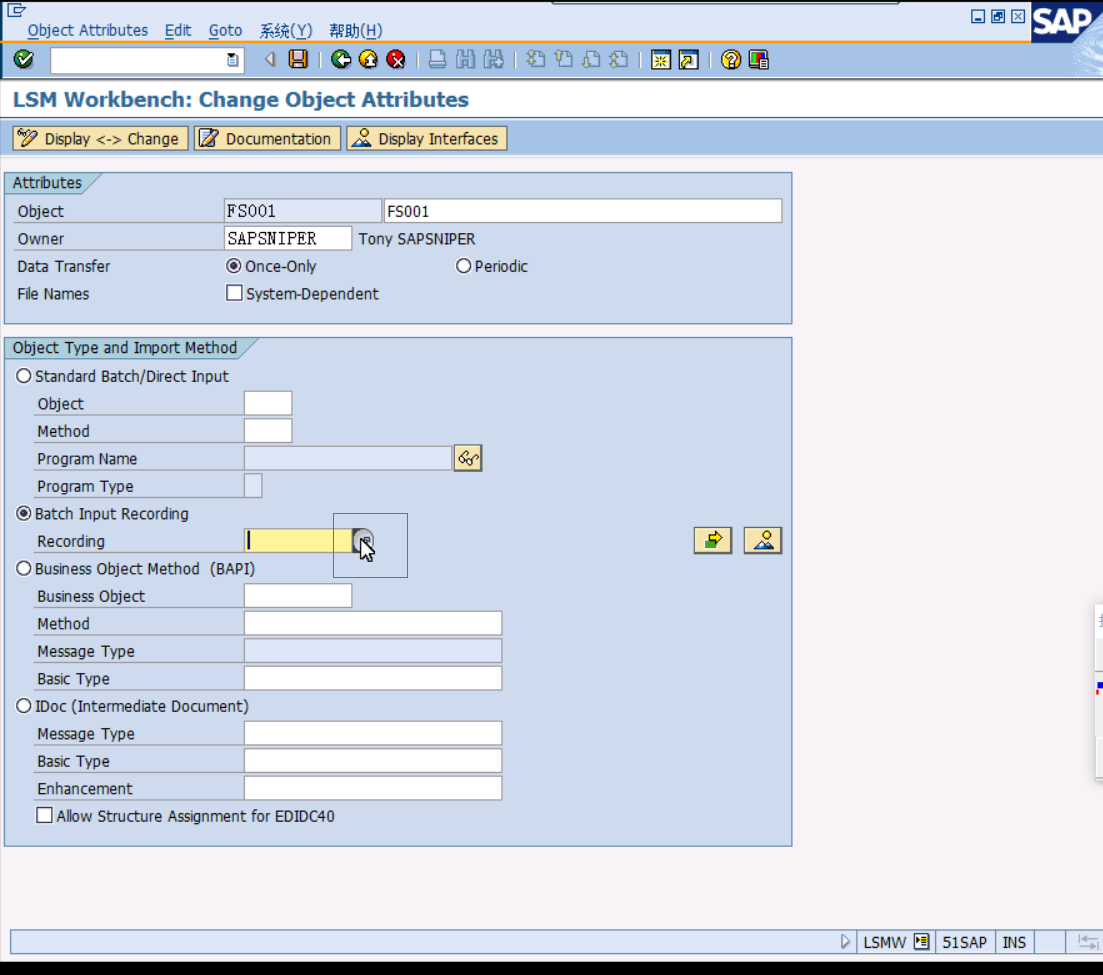 Object Attributes Edit Goto 系统(Y) 帮助(H)
SAP
LSM Workbench: Change Object Attributes
Display <-> Change Documentation Display Interfaces
Attributes
Object FS001 FS001
Owner SAPSNIPER Tony SAPSNIPER
Data Transfer Once-Only Periodic
File Names System-Dependent
Object Type and Import Method
Standard Batch/Direct Input
Object
Method
Program Name
Program Type
Batch Input Recording
Recording
Business Object Method (BAPI)
Business Object
Method
Message Type
Basic Type
IDoc (Intermediate Document)
Message Type
Basic Type
Enhancement
Allow Structure Assignment for EDIDC40
LSMW 51SAP INS